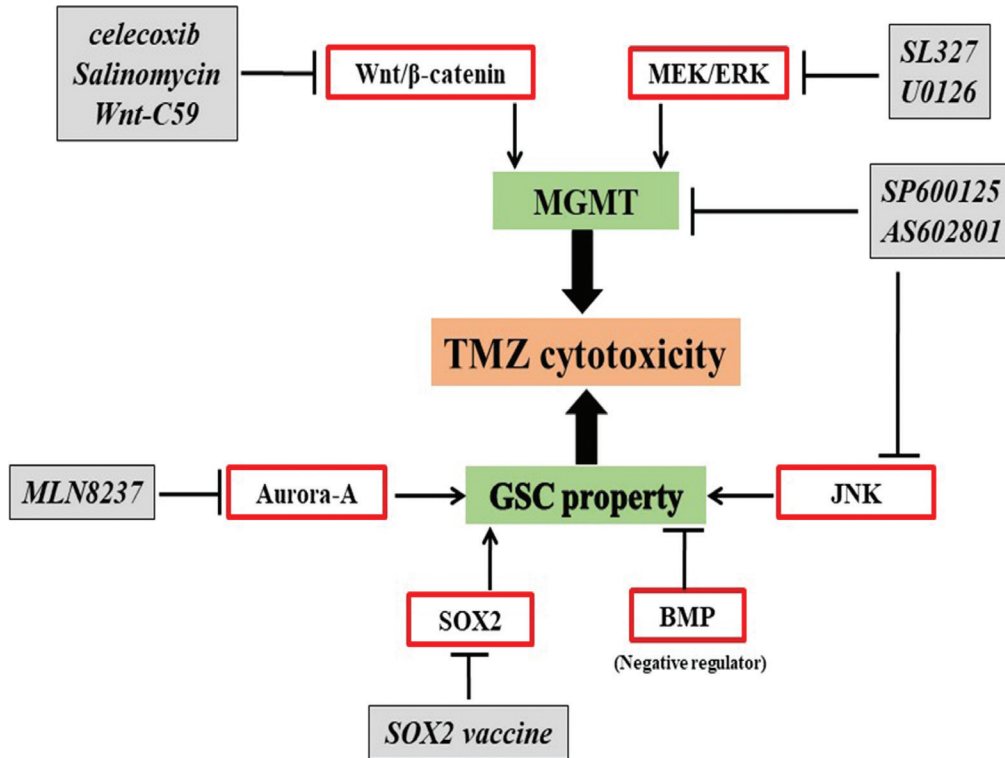 celecoxib
Salinomycin
Wnt-C59
Wnt/β-catenin
MEK/ERK
SL327
U0126
MGMT
SP600125
AS602801
TMZ cytotoxicity
MLN8237
Aurora-A
GSC property
JNK
SOX2
BMP
(Negative regulator)
SOX2 vaccine